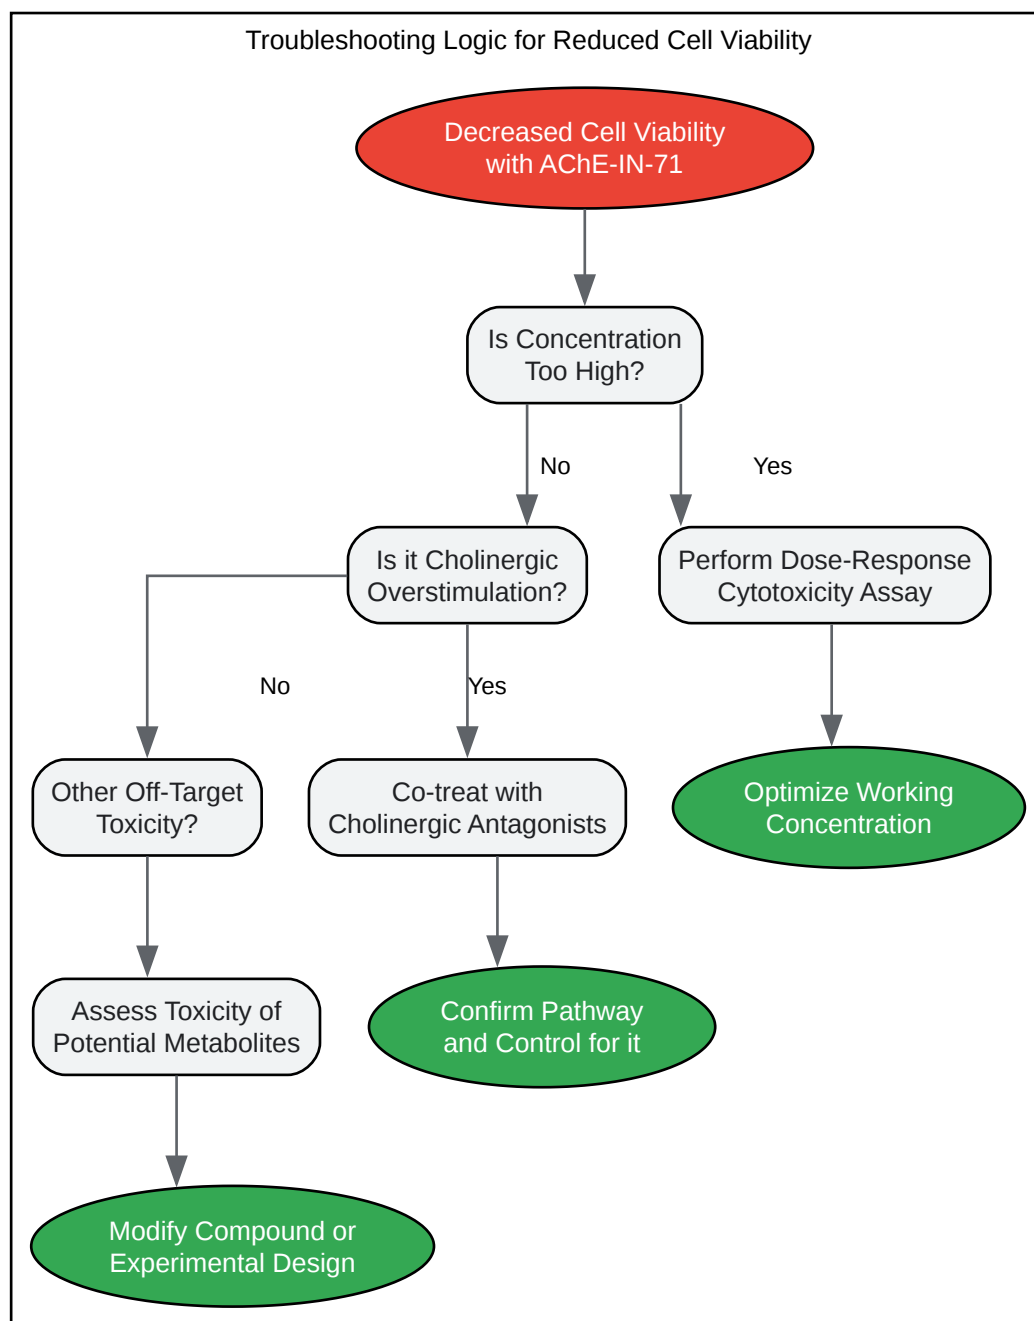 Troubleshooting Logic for Reduced Cell Viability
Decreased Cell Viability
with AChE-IN-71
Is Concentration
Too High?
No
Yes
Is it Cholinergic
Overstimulation?
Perform Dose-Response
Cytotoxicity Assay
No
Yes
Other Off-Target
Toxicity?
Co-treat with
Cholinergic Antagonists
Optimize Working
Concentration
Assess Toxicity of
Potential Metabolites
Confirm Pathway
and Control for it
Modify Compound or
Experimental Design